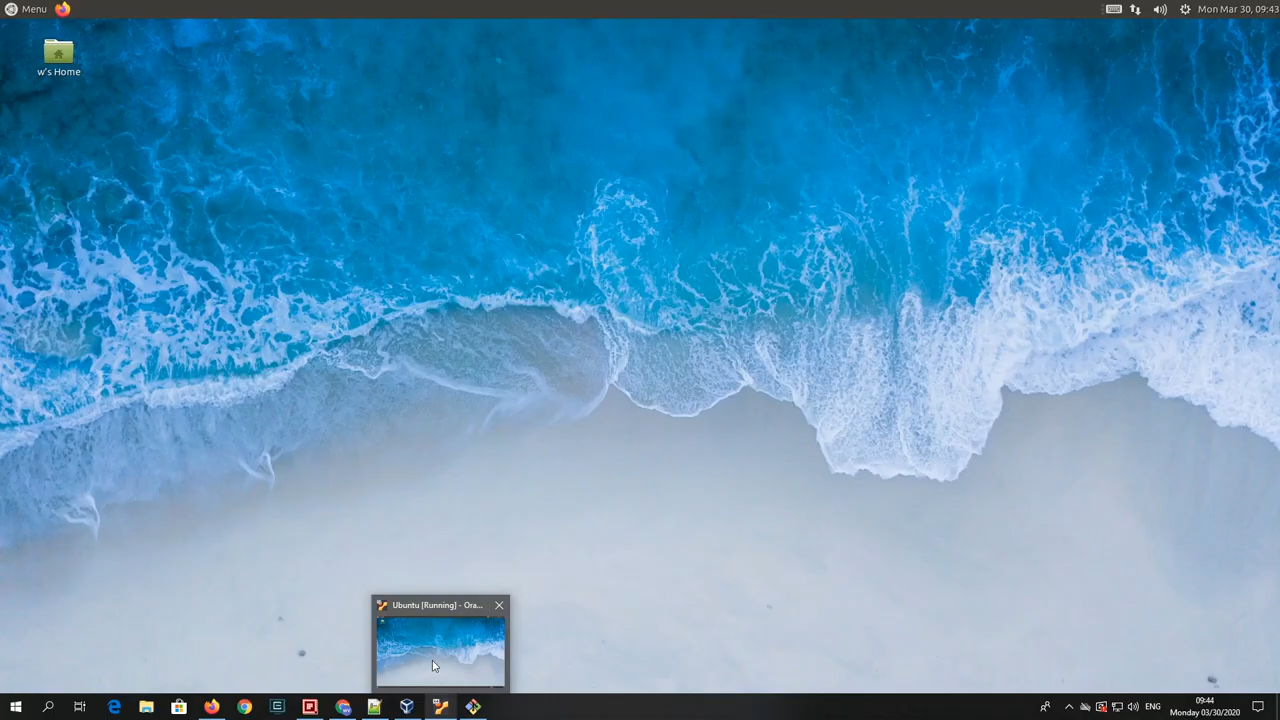 Menu
Mon Mar 30, 09:43
w's Home
Ubuntu [Running] - Ora...
ENG
09:44
Monday 03/30/2020